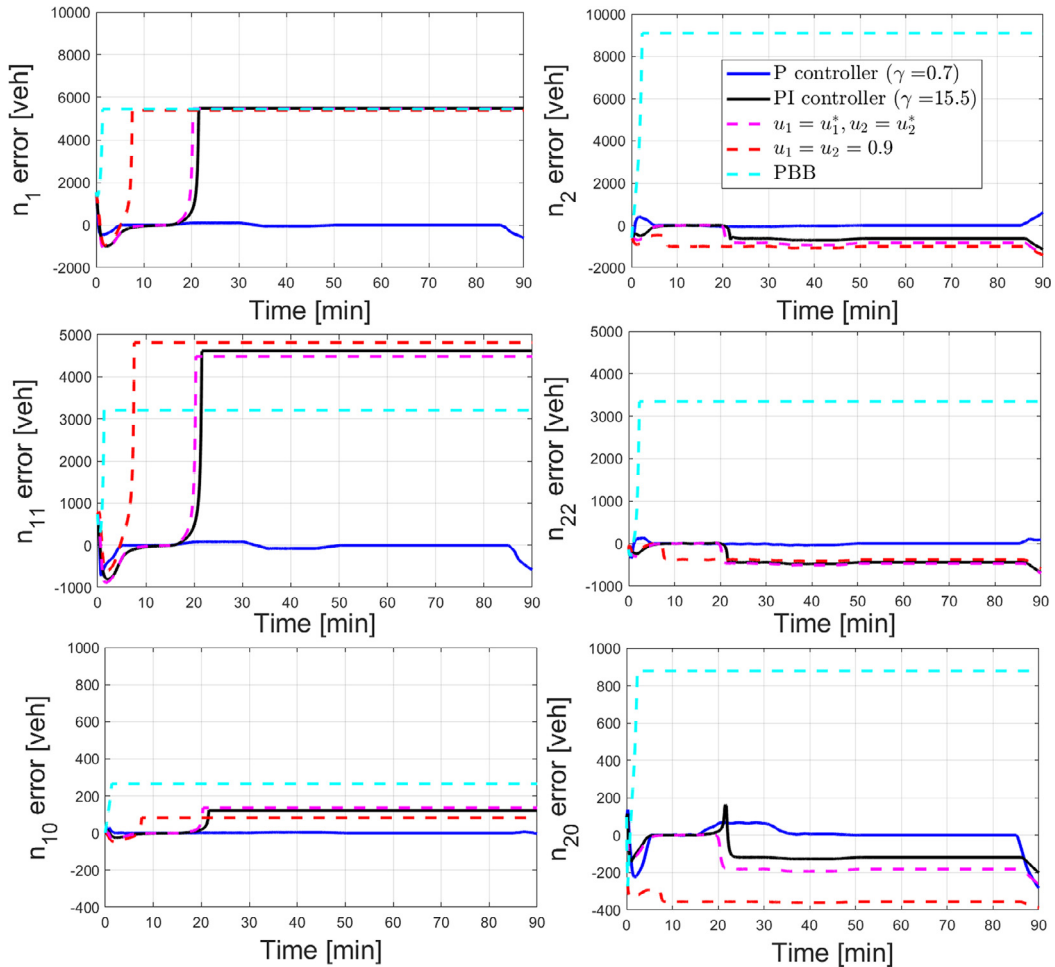 n1 error [veh]
10000
8000
6000
4000
2000
0
-2000
0 10 20 30 40 50 60 70 80 90
Time [min]
n2 error [veh]
10000
8000
6000
4000
2000
0
-2000
0 10 20 30 40 50 60 70 80 90
Time [min]
P controller (γ =0.7)
PI controller (γ =15.5)
u1 = u1*, u2 = u2*
u1 = u2 = 0.9
PBB
n11 error [veh]
5000
4000
3000
2000
1000
0
-1000
0 10 20 30 40 50 60 70 80 90
Time [min]
n22 error [veh]
5000
4000
3000
2000
1000
0
-1000
0 10 20 30 40 50 60 70 80 90
Time [min]
n10 error [veh]
1000
800
600
400
200
0
-200
-400
0 10 20 30 40 50 60 70 80 90
Time [min]
n20 error [veh]
1000
800
600
400
200
0
-200
-400
0 10 20 30 40 50 60 70 80 90
Time [min]